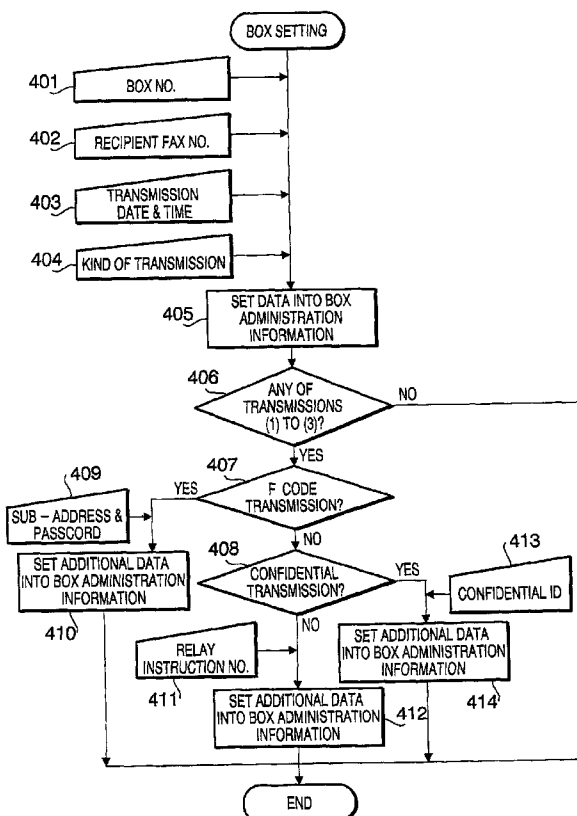 BOX SETTING
401
BOX NO.
402
RECIPIENT FAX NO.
403
TRANSMISSION
DATE & TIME
404
KIND OF TRANSMISSION
405
SET DATA INTO BOX
ADMINISTRATION
INFORMATION
406
ANY OF
TRANSMISSIONS
(1) TO (3)?
NO
YES
407
F CODE
TRANSMISSION?
YES
NO
409
SUB - ADDRESS &
PASSCORD
SET ADDITIONAL DATA
INTO BOX ADMINISTRATION
INFORMATION
410
408
CONFIDENTIAL
TRANSMISSION?
YES
NO
413
CONFIDENTIAL ID
RELAY
INSTRUCTION NO.
411
SET ADDITIONAL DATA
INTO BOX ADMINISTRATION
INFORMATION
414
SET ADDITIONAL DATA
INTO BOX ADMINISTRATION
INFORMATION
412
END